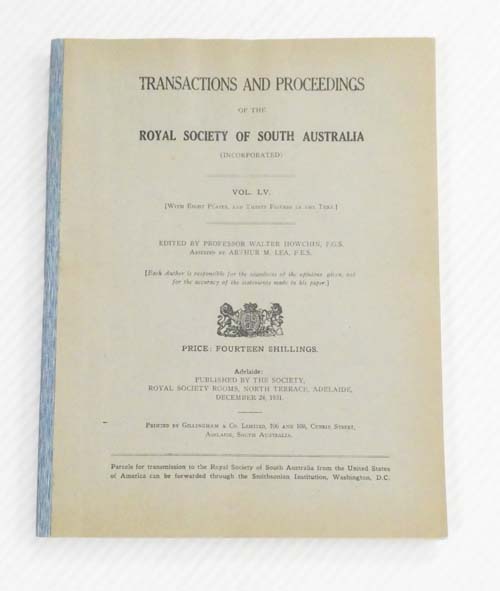 TRANSACTIONS AND PROCEEDINGS
OF THE
ROYAL SOCIETY OF SOUTH AUSTRALIA
(INCORPORATED)
VOL. LV.
[WITH EIGHT PLATES, AND FIGURES IN THE TEXT.]
EDITED BY PROFESSOR WALTER HOWCHIN, F.G.S.
ASSISTED BY ARTHUR M. LEA, F.E.S.
[Each Author is responsible for the soundness of the opinions given, and
for the accuracy of the statements made in his paper.]
PRICE: FOURTEEN SHILLINGS.
Adelaide:
PUBLISHED BY THE SOCIETY,
ROYAL SOCIETY ROOMS, NORTH TERRACE, ADELAIDE,
DECEMBER 24, 1931.
PRINTED BY GILLINGHAM & CO. LIMITED, 106 AND 108, CURRIE STREET,
ADELAIDE, SOUTH AUSTRALIA.
Parcels for transmission to the Royal Society of South Australia from the United States
of America can be forwarded through the Smithsonian Institution, Washington, D.C.